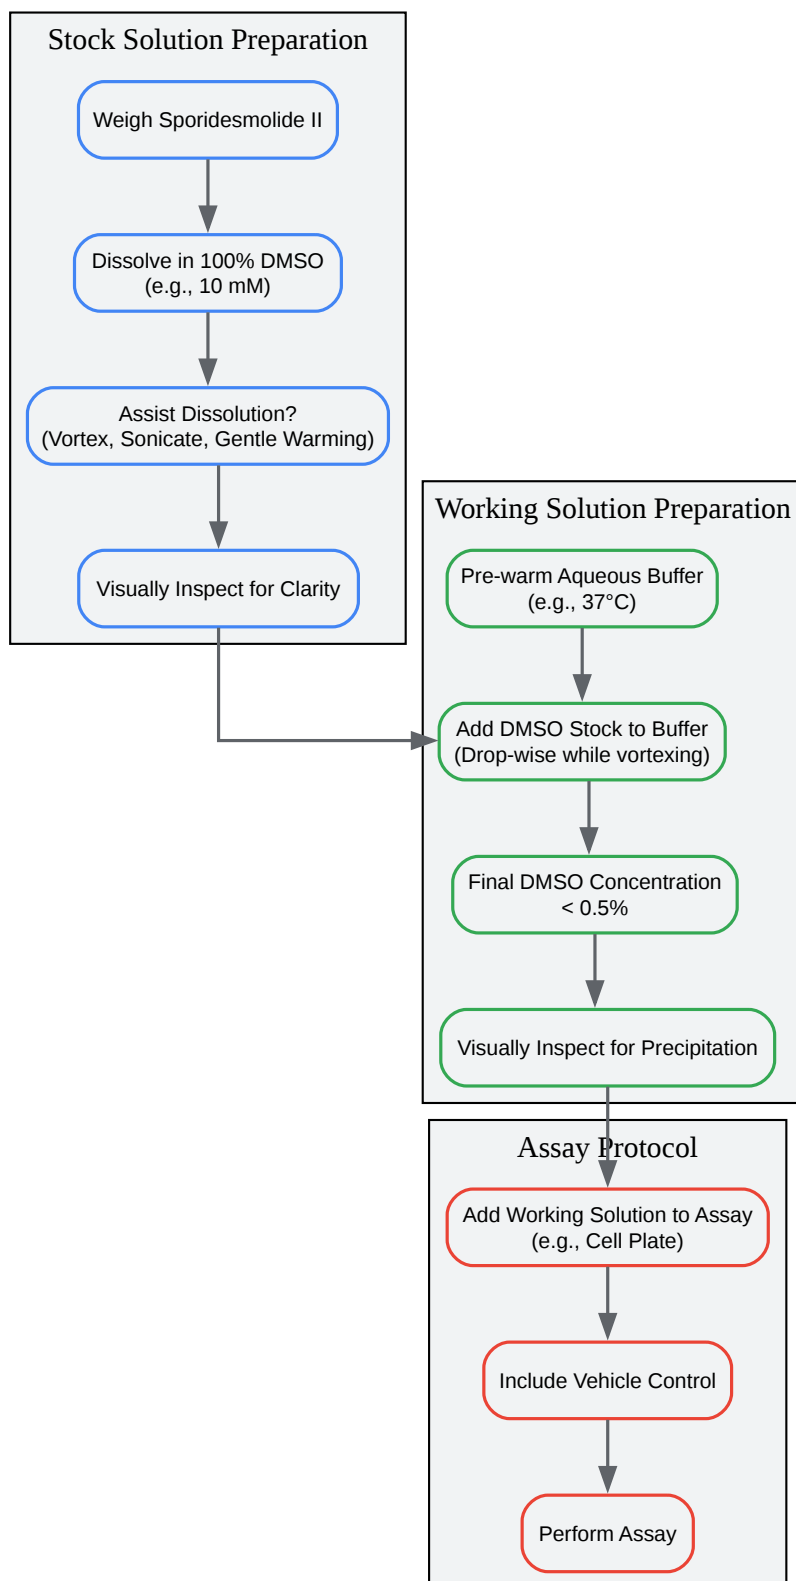 Stock Solution Preparation
Weigh Sporidesmolide II
Dissolve in 100% DMSO
(e.g., 10 mM)
Assist Dissolution?
(Vortex, Sonicate, Gentle Warming)
Visually Inspect for Clarity
Working Solution Preparation
Pre-warm Aqueous Buffer
(e.g., 37°C)
Add DMSO Stock to Buffer
(Drop-wise while vortexing)
Final DMSO Concentration
< 0.5%
Visually Inspect for Precipitation
Assay Protocol
Add Working Solution to Assay
(e.g., Cell Plate)
Include Vehicle Control
Perform Assay